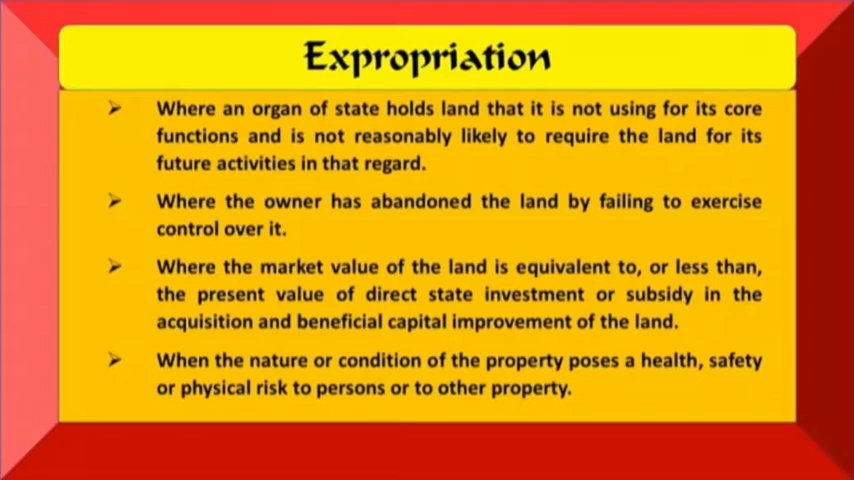 Expropriation
➢ Where an organ of state holds land that it is not using for its core
functions and is not reasonably likely to require the land for its
future activities in that regard.
➢ Where the owner has abandoned the land by failing to exercise
control over it.
➢ Where the market value of the land is equivalent to, or less than,
the present value of direct state investment or subsidy in the
acquisition and beneficial capital improvement of the land.
➢ When the nature or condition of the property poses a health, safety
or physical risk to persons or to other property.